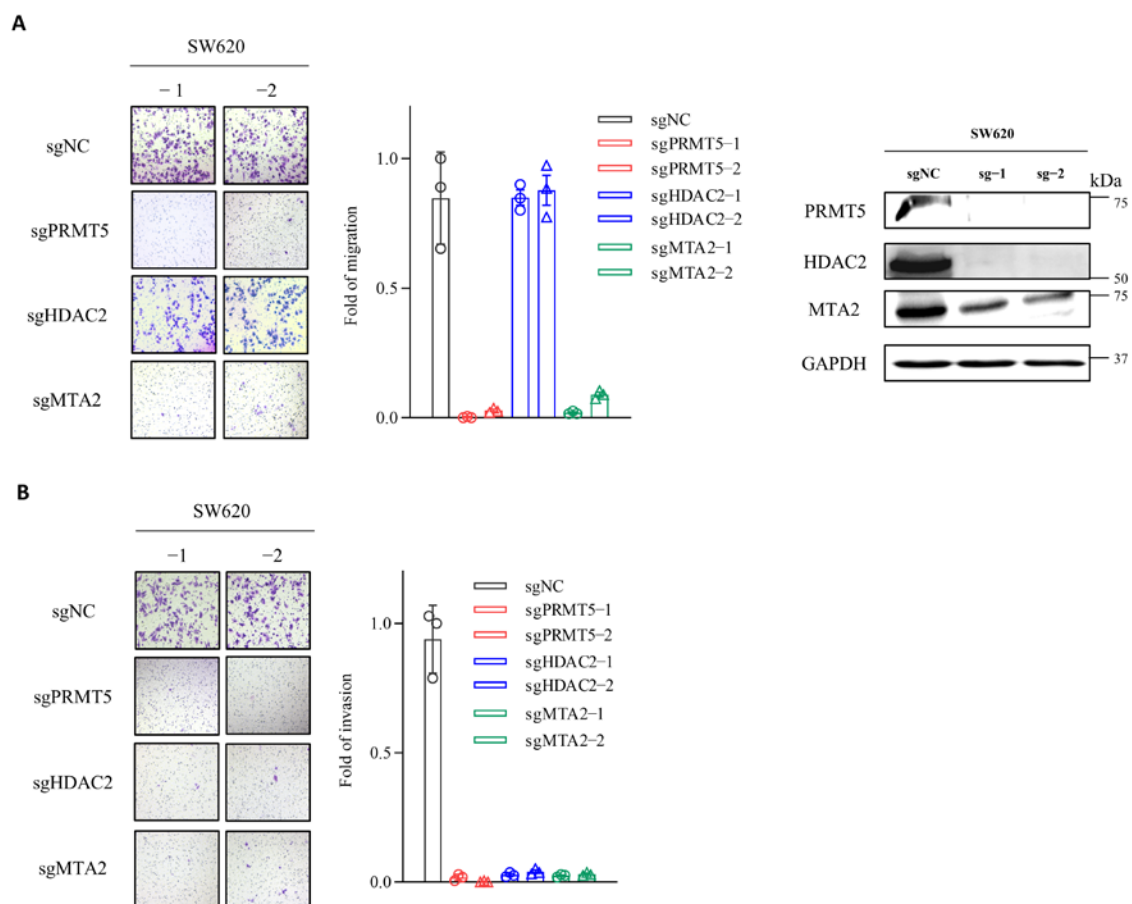 A
SW620
−1 −2
sgNC
sgPRMT5
sgHDAC2
sgMTA2
Fold of migration
1.0
0.5
0.0
sgNC
sgPRMT5−1
sgPRMT5−2
sgHDAC2−1
sgHDAC2−2
sgMTA2−1
sgMTA2−2
SW620
sgNC sg−1 sg−2 kDa
PRMT5 75
HDAC2 50
MTA2 75
GAPDH 37
B
SW620
−1 −2
sgNC
sgPRMT5
sgHDAC2
sgMTA2
Fold of invasion
1.0
0.5
0.0
sgNC
sgPRMT5−1
sgPRMT5−2
sgHDAC2−1
sgHDAC2−2
sgMTA2−1
sgMTA2−2